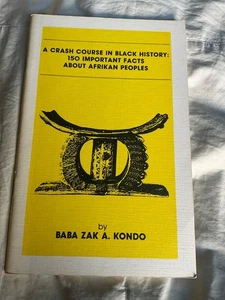 A CRASH COURSE IN BLACK HISTORY:
150 IMPORTANT FACTS
ABOUT AFRIKAN PEOPLES
by
BABA ZAK A. KONDO